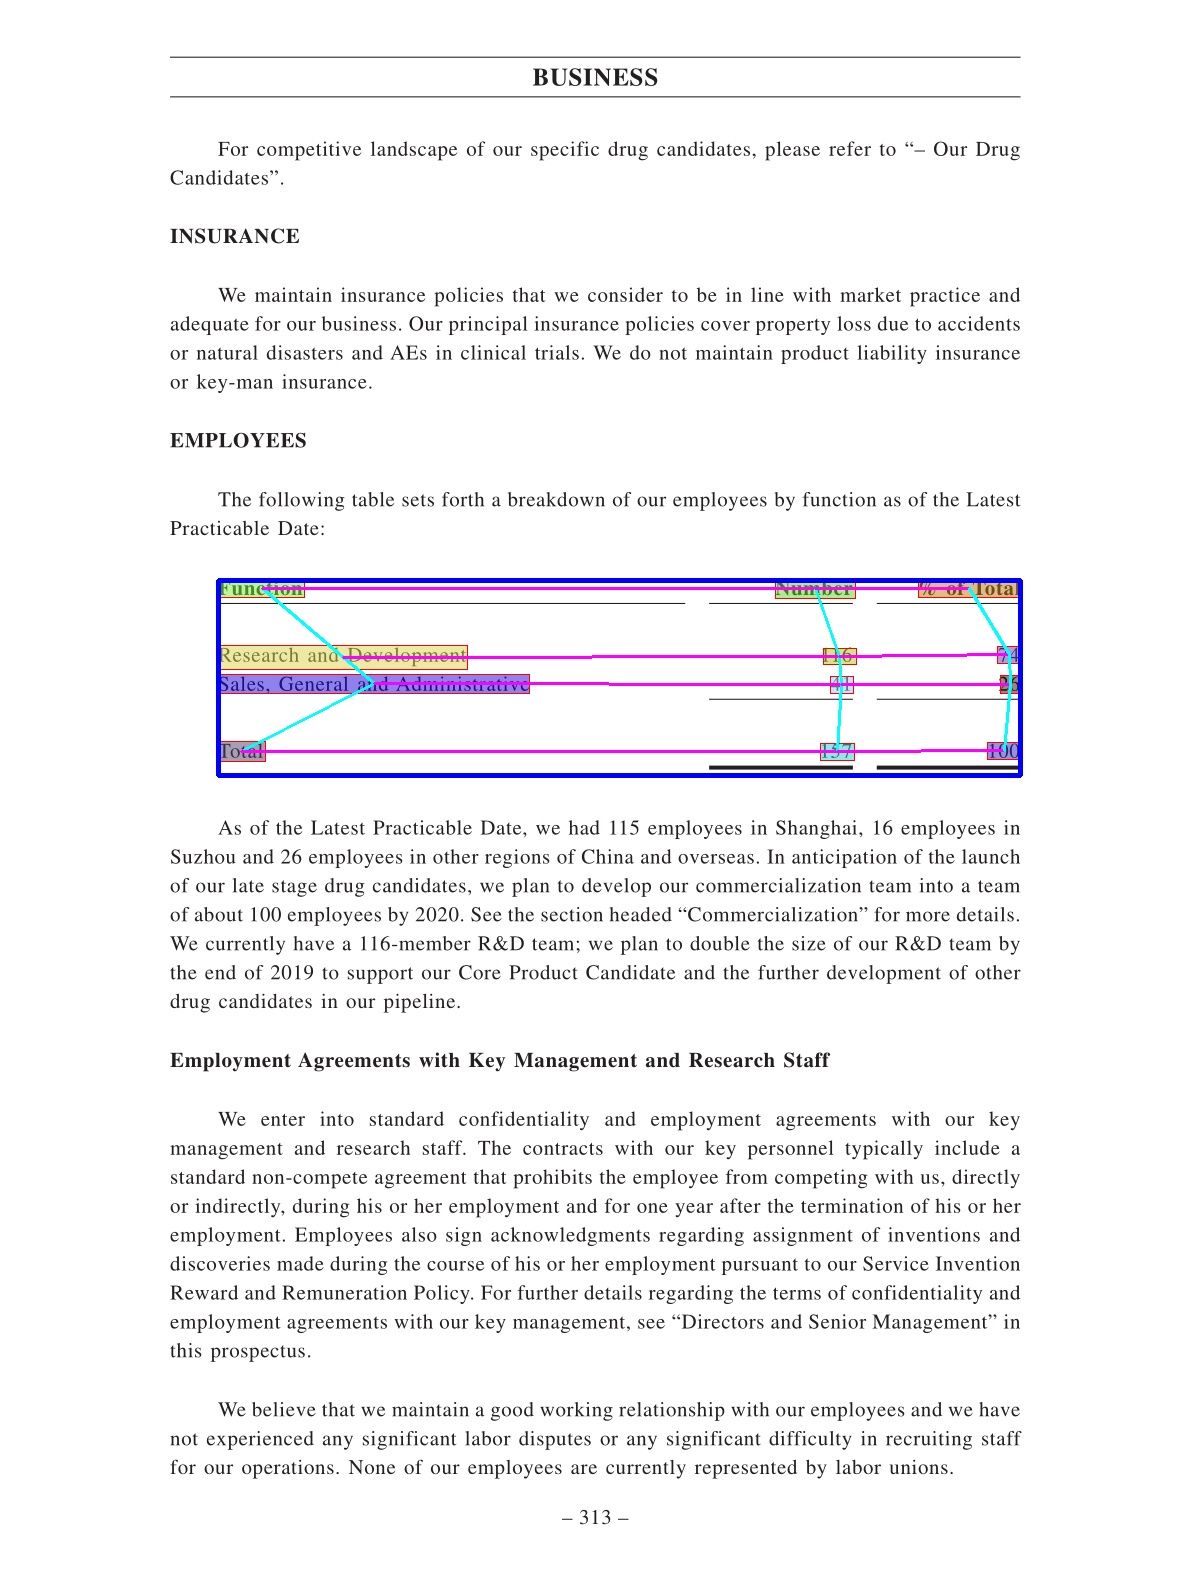 BUSINESS
For competitive landscape of our specific drug candidates, please refer to “– Our Drug
Candidates”.
INSURANCE
We maintain insurance policies that we consider to be in line with market practice and
adequate for our business. Our principal insurance policies cover property loss due to accidents
or natural disasters and AEs in clinical trials. We do not maintain product liability insurance
or key-man insurance.
EMPLOYEES
The following table sets forth a breakdown of our employees by function as of the Latest
Practicable Date:
Function Number % of Total
Research and Development 116 74
Sales, General and Administrative 41 26
Total 157 100
As of the Latest Practicable Date, we had 115 employees in Shanghai, 16 employees in
Suzhou and 26 employees in other regions of China and overseas. In anticipation of the launch
of our late stage drug candidates, we plan to develop our commercialization team into a team
of about 100 employees by 2020. See the section headed “Commercialization” for more details.
We currently have a 116-member R&D team; we plan to double the size of our R&D team by
the end of 2019 to support our Core Product Candidate and the further development of other
drug candidates in our pipeline.
Employment Agreements with Key Management and Research Staff
We enter into standard confidentiality and employment agreements with our key
management and research staff. The contracts with our key personnel typically include a
standard non-compete agreement that prohibits the employee from competing with us, directly
or indirectly, during his or her employment and for one year after the termination of his or her
employment. Employees also sign acknowledgments regarding assignment of inventions and
discoveries made during the course of his or her employment pursuant to our Service Invention
Reward and Remuneration Policy. For further details regarding the terms of confidentiality and
employment agreements with our key management, see “Directors and Senior Management” in
this prospectus.
We believe that we maintain a good working relationship with our employees and we have
not experienced any significant labor disputes or any significant difficulty in recruiting staff
for our operations. None of our employees are currently represented by labor unions.
– 313 –